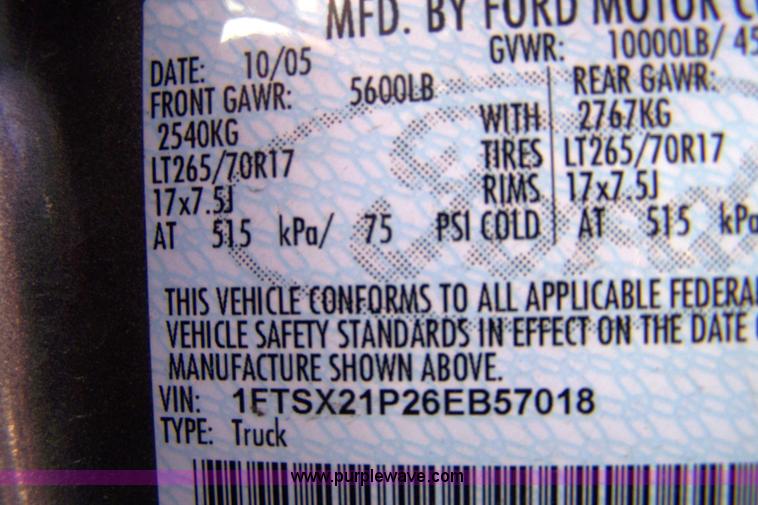 MFD. BY FORD MOTOR
DATE: 10/05 GVWR: 10000LB/ 45
FRONT GAWR: 5600LB REAR GAWR:
2540KG WITH 2767KG
LT265/70R17 TIRES LT265/70R17
17x7.5J RIMS 17x7.5J
AT 515 kPa/ 75 PSI COLD AT 515 kPa
THIS VEHICLE CONFORMS TO ALL APPLICABLE FEDERAL
VEHICLE SAFETY STANDARDS IN EFFECT ON THE DATE
MANUFACTURE SHOWN ABOVE.
VIN: 1FTSX21P26EB57018
TYPE: Truck
www.purplewave.com